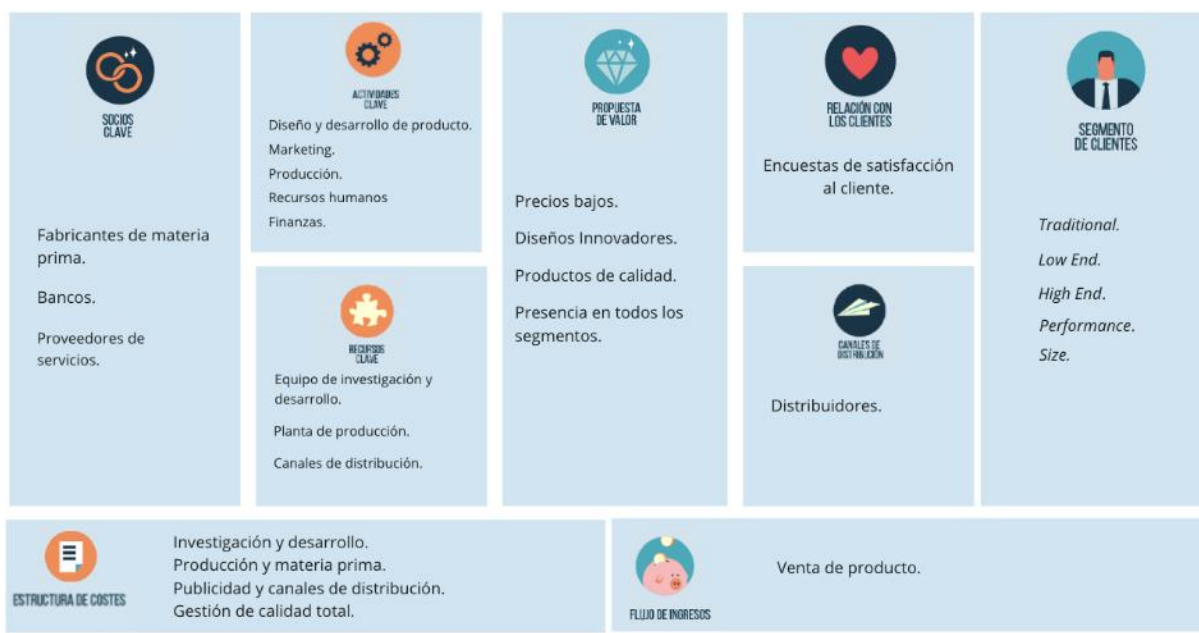 SOCIOS
CLAVE
Fabricantes de materia
prima.
Bancos.
Proveedores de
servicios.
ACTIVIDADES
CLAVE
Diseño y desarrollo de producto.
Marketing.
Producción.
Recursos humanos
Finanzas.
RECURSOS
CLAVE
Equipo de investigación y
desarrollo.
Planta de producción.
Canales de distribución.
PROPUESTA
DE VALOR
Precios bajos.
Diseños Innovadores.
Productos de calidad.
Presencia en todos los
segmentos.
RELACIÓN CON
LOS CLIENTES
Encuestas de satisfacción
al cliente.
CANALES DE
DISTRIBUCIÓN
Distribuidores.
SEGMENTO
DE CLIENTES
Traditional.
Low End.
High End.
Performance.
Size.
ESTRUCTURA DE COSTES
Investigación y desarrollo.
Producción y materia prima.
Publicidad y canales de distribución.
Gestión de calidad total.
FLUJO DE INGRESOS
Venta de producto.